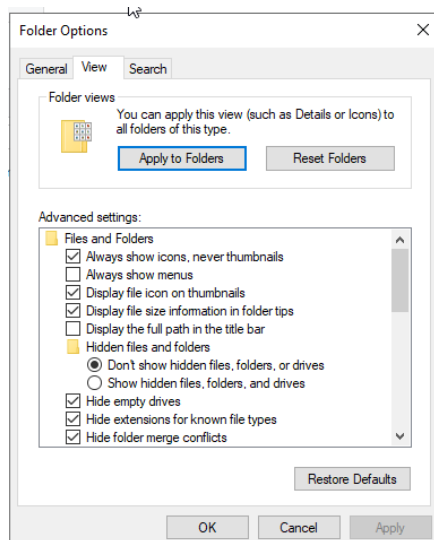 Folder Options
General
View
Search
Folder views
You can apply this view (such as Details or Icons) to
all folders of this type.
Apply to Folders
Reset Folders
Advanced settings:
Files and Folders
Always show icons, never thumbnails
Always show menus
Display file icon on thumbnails
Display file size information in folder tips
Display the full path in the title bar
Hidden files and folders
Don't show hidden files, folders, or drives
Show hidden files, folders, and drives
Hide empty drives
Hide extensions for known file types
Hide folder merge conflicts
Restore Defaults
OK
Cancel
Apply